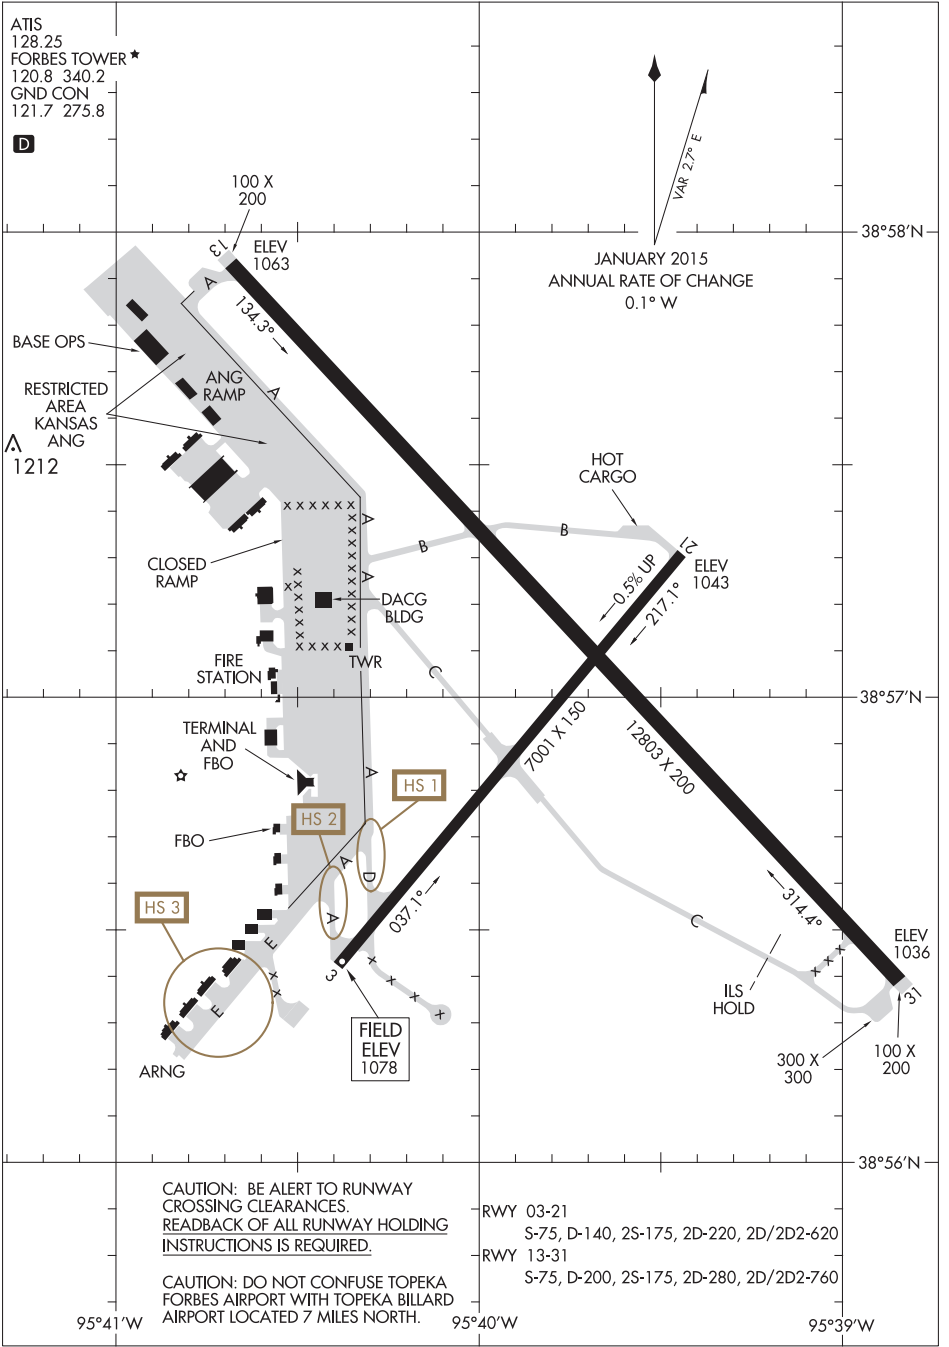 ATIS
128.25
FORBES TOWER ★
120.8 340.2
GND CON
121.7 275.8
D
VAR 2.7° E
JANUARY 2015
ANNUAL RATE OF CHANGE
0.1° W
38°58'N
100 X
200
13
ELEV
1063
A
134.3°
BASE OPS
ANG
RAMP
A
RESTRICTED
AREA
KANSAS
ANG
1212
HOT
CARGO
X X X X X X
A
B
B
21
ELEV
1043
CLOSED
RAMP
A
0.5% UP
217.1°
DACG
BLDG
TWR
FIRE
STATION
C
38°57'N
7001 X 150
12803 X 200
TERMINAL
AND
FBO
A
HS 1
HS 2
FBO
A
D
HS 3
A
037.1°
314.4°
C
E
ELEV
1036
3
ILS
HOLD
31
E
FIELD
ELEV
1078
300 X
300
100 X
200
ARNG
38°56'N
CAUTION: BE ALERT TO RUNWAY
CROSSING CLEARANCES.
READBACK OF ALL RUNWAY HOLDING
INSTRUCTIONS IS REQUIRED.
CAUTION: DO NOT CONFUSE TOPEKA
FORBES AIRPORT WITH TOPEKA BILLARD
AIRPORT LOCATED 7 MILES NORTH.
RWY 03-21
S-75, D-140, 2S-175, 2D-220, 2D/2D2-620
RWY 13-31
S-75, D-200, 2S-175, 2D-280, 2D/2D2-760
95°41'W
95°40'W
95°39'W